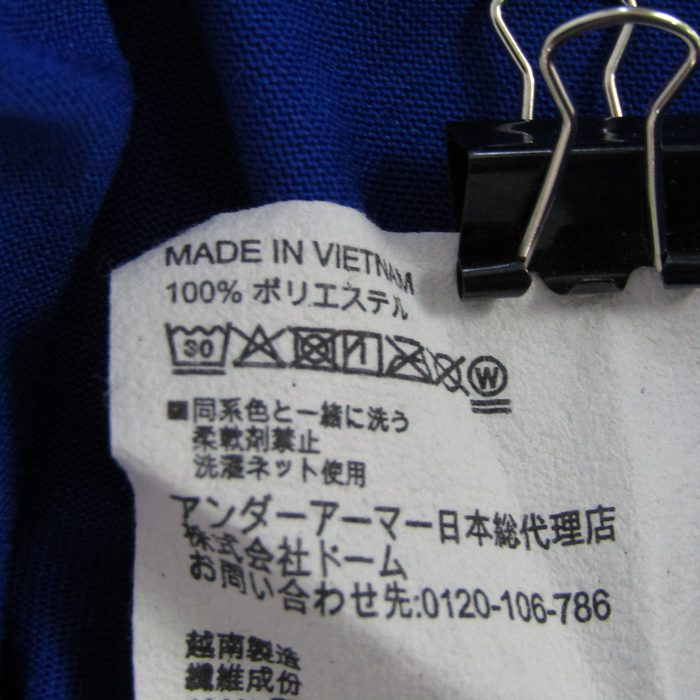 MADE IN VIETNAM
100% ポリエステル
30 W
■同系色と一緒に洗う
柔軟剤禁止
洗濯ネット使用
アンダーアーマー日本総代理店
株式会社ドーム
お問い合わせ先:0120-106-786
越南製造
纖維成份